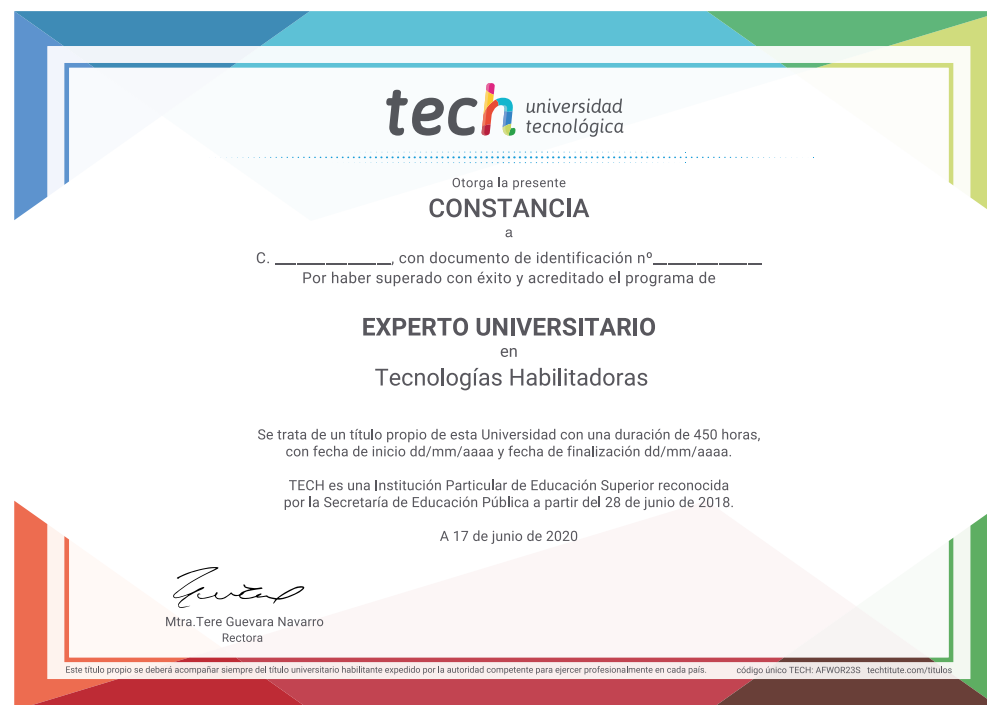 tech universidad
tecnológica
Otorga la presente
CONSTANCIA
a
C. ______________, con documento de identificación nº_____________
Por haber superado con éxito y acreditado el programa de
EXPERTO UNIVERSITARIO
en
Tecnologías Habilitadoras
Se trata de un título propio de esta Universidad con una duración de 450 horas,
con fecha de inicio dd/mm/aaaa y fecha de finalización dd/mm/aaaa.
TECH es una Institución Particular de Educación Superior reconocida
por la Secretaría de Educación Pública a partir del 28 de junio de 2018.
A 17 de junio de 2020
Mtra.Tere Guevara Navarro
Rectora
Este título propio se deberá acompañar siempre del título universitario habilitante expedido por la autoridad competente para ejercer profesionalmente en cada país. código único TECH: AFWOR23S techtitute.com/titulos